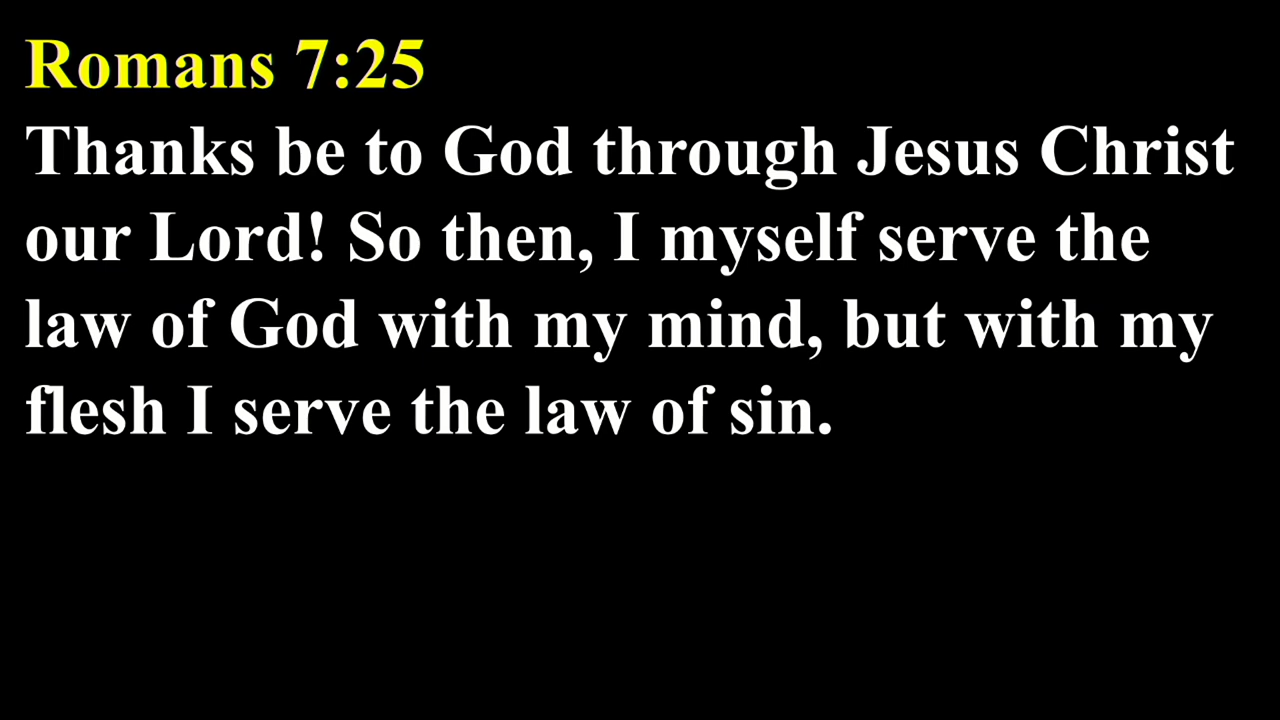 Romans 7:25
Thanks be to God through Jesus Christ
our Lord! So then, I myself serve the
law of God with my mind, but with my
flesh I serve the law of sin.